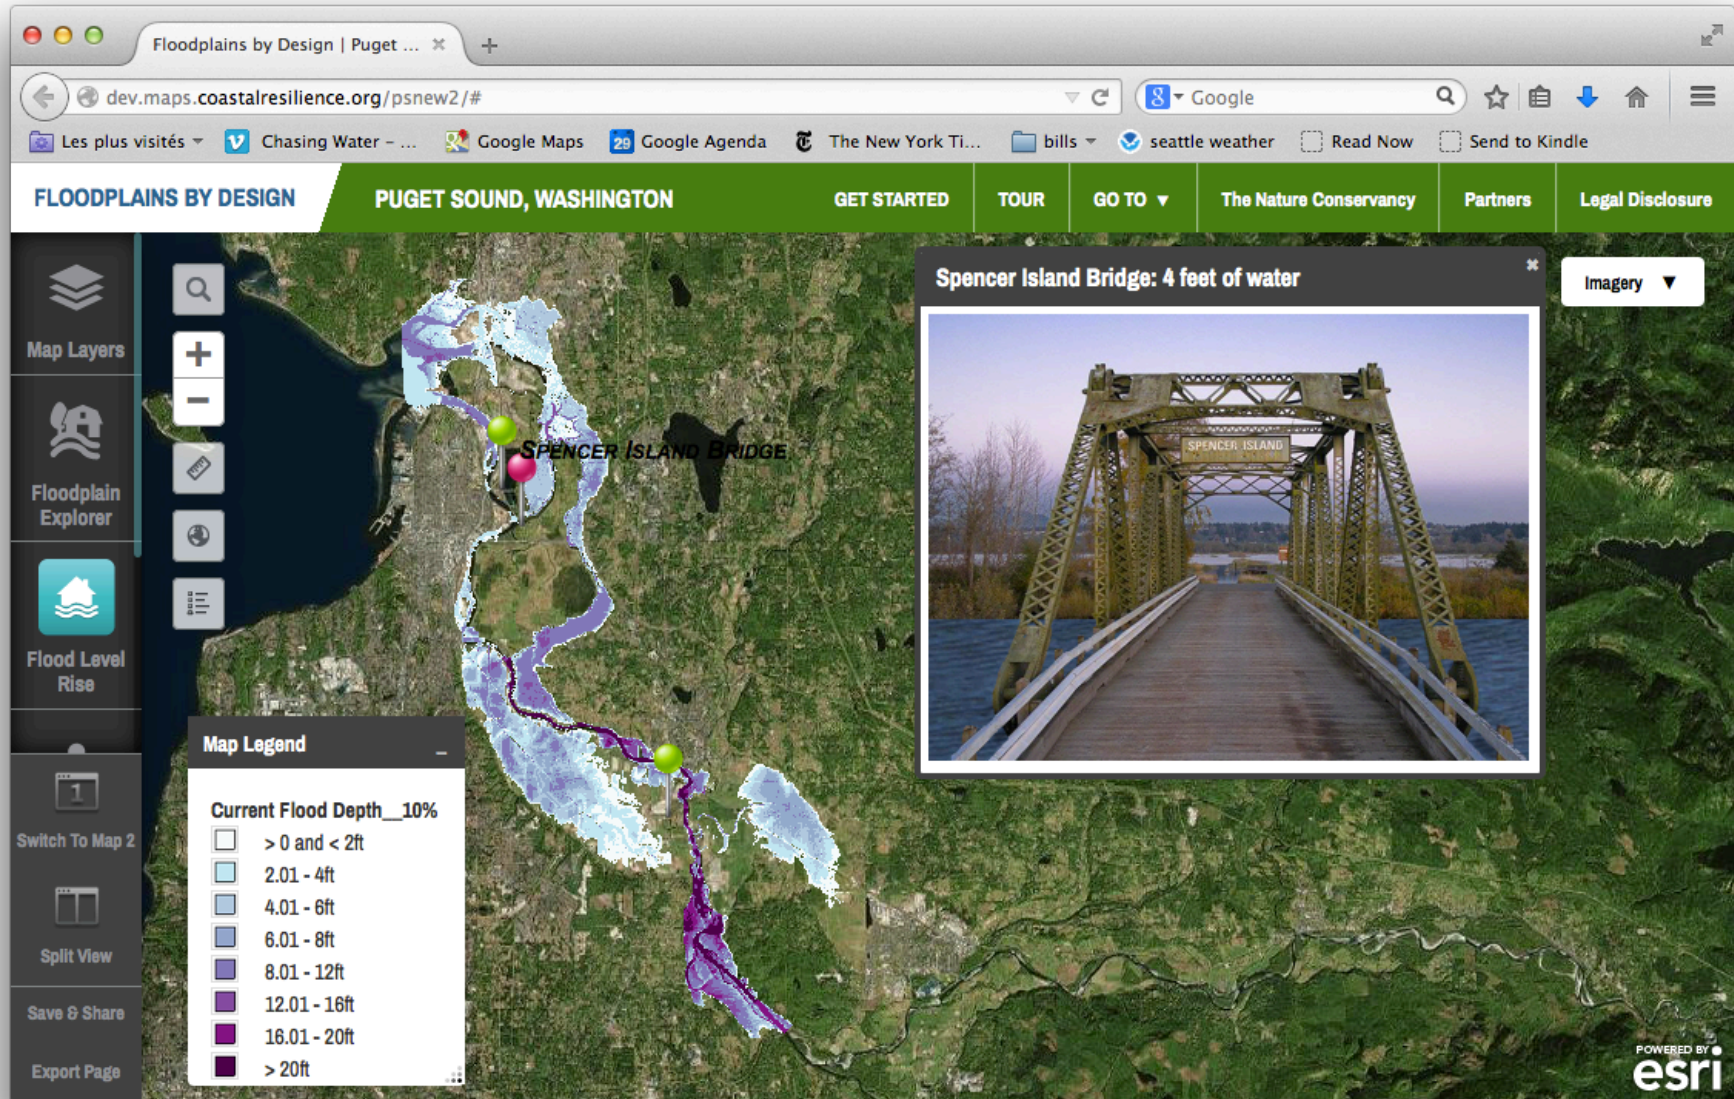 Floodplains by Design | Puget ...
dev.maps.coastalresilience.org/psnew2/#
Google
Les plus visités
Chasing Water - ...
Google Maps
29
Google Agenda
The New York Ti...
bills
seattle weather
Read Now
Send to Kindle
FLOODPLAINS BY DESIGN
PUGET SOUND, WASHINGTON
GET STARTED
TOUR
GO TO ▼
The Nature Conservancy
Partners
Legal Disclosure
Map Layers
Floodplain
Explorer
Flood Level
Rise
1
Switch To Map 2
Split View
Save & Share
Export Page
SPENCER ISLAND BRIDGE
Spencer Island Bridge: 4 feet of water
SPENCER ISLAND
Imagery ▼
Map Legend
Current Flood Depth__10%
> 0 and < 2ft
2.01 - 4ft
4.01 - 6ft
6.01 - 8ft
8.01 - 12ft
12.01 - 16ft
16.01 - 20ft
> 20ft
POWERED BY
esri